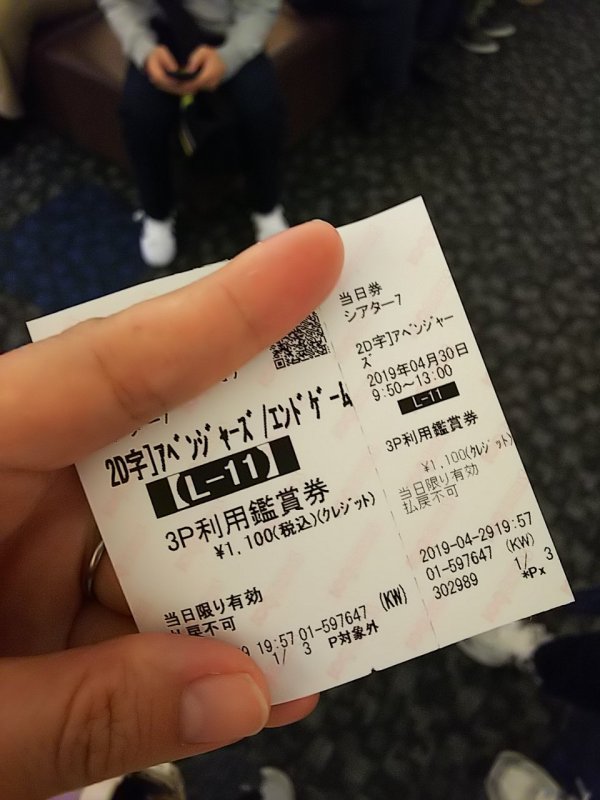 2D字]アベンジャーズ/エンドゲーム
【L-11】
3P利用鑑賞券
¥1,100(税込)(クレジット)
当日限り有効
払戻不可
19:57 01-597647 (KW)
1/ 3 P対象外
当日券
シアター7
2D字]アベンジャー
ズ
2019年04月30日
9:50~13:00
L-11
3P利用鑑賞券
¥1,100(クレジット)
当日限り有効
払戻不可
2019-04-29 19:57
01-597647 (KW)
302989 1/ 3
*Px